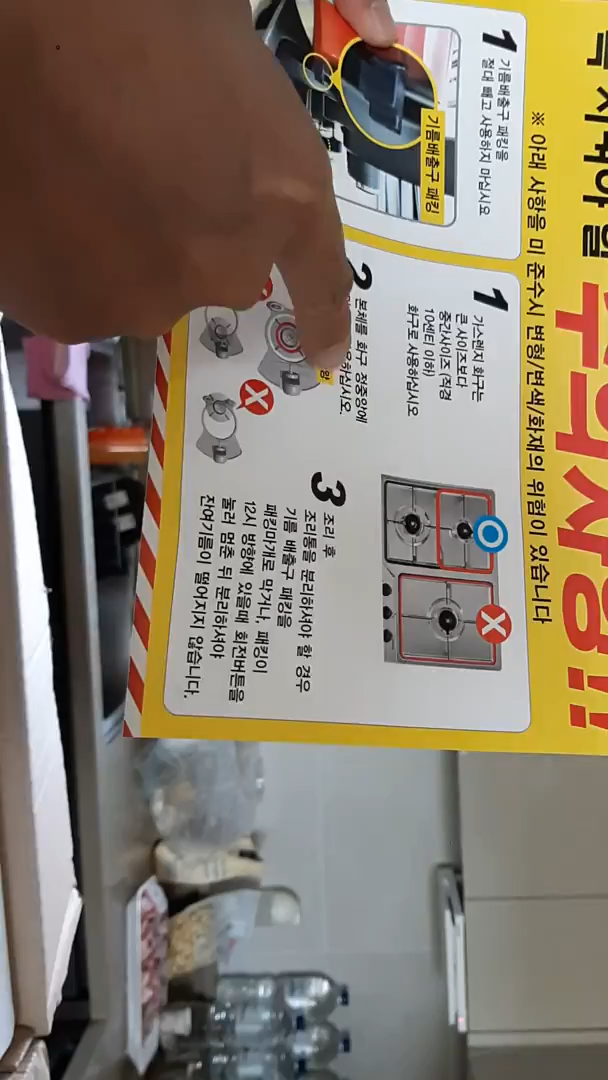 꼭 지켜야 할
주의사항!!
※ 아래 사항을 미 준수시 변형/변색/화재의 위험이 있습니다
1
기름배출구 패킹을
절대 빼고 사용하지 마십시오
기름배출구 패킹
1
가스렌지 화구는
큰 사이즈보다
중간사이즈 (직경
10센티 이하)
화구로 사용하십시오
2
본체를 화구 정중앙에
하십시오.
3
조리 후
조리통을 분리하셔야 할 경우
기름 배출구 패킹을
패킹마개로 막거나, 패킹이
12시 방향에 있을때 회전버튼을
눌러 멈춘 뒤 분리하셔야
잔여기름이 떨어지지 않습니다.